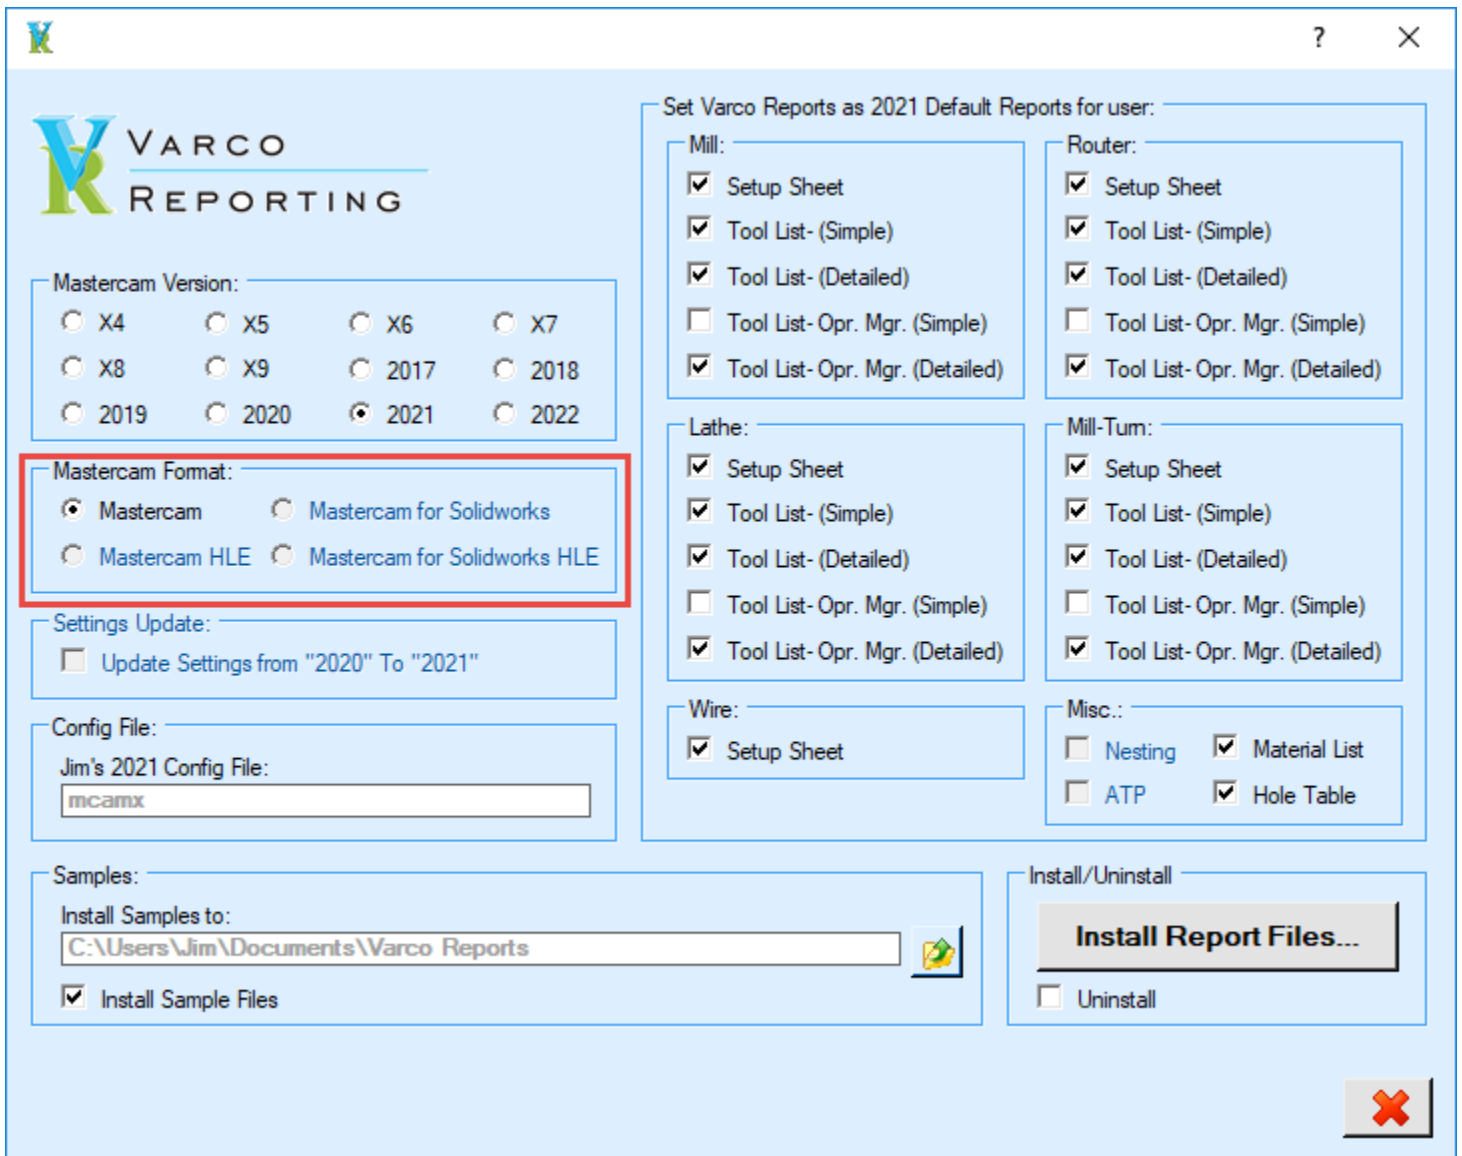 ?
VARCO
REPORTING
Mastercam Version:
X4 X5 X6 X7
X8 X9 2017 2018
2019 2020 2021 2022
Mastercam Format:
Mastercam Mastercam for Solidworks
Mastercam HLE Mastercam for Solidworks HLE
Settings Update:
Update Settings from "2020" To "2021"
Config File:
Jim's 2021 Config File:
mcamx
Set Varco Reports as 2021 Default Reports for user:
Mill:
Setup Sheet
Tool List- (Simple)
Tool List- (Detailed)
Tool List- Opr. Mgr. (Simple)
Tool List- Opr. Mgr. (Detailed)
Router:
Setup Sheet
Tool List- (Simple)
Tool List- (Detailed)
Tool List- Opr. Mgr. (Simple)
Tool List- Opr. Mgr. (Detailed)
Lathe:
Setup Sheet
Tool List- (Simple)
Tool List- (Detailed)
Tool List- Opr. Mgr. (Simple)
Tool List- Opr. Mgr. (Detailed)
Mill-Turn:
Setup Sheet
Tool List- (Simple)
Tool List- (Detailed)
Tool List- Opr. Mgr. (Simple)
Tool List- Opr. Mgr. (Detailed)
Wire:
Setup Sheet
Misc.:
Nesting Material List
ATP Hole Table
Samples:
Install Samples to:
C:\Users\Jim\Documents\Varco Reports
Install Sample Files
Install/Uninstall
Install Report Files...
Uninstall